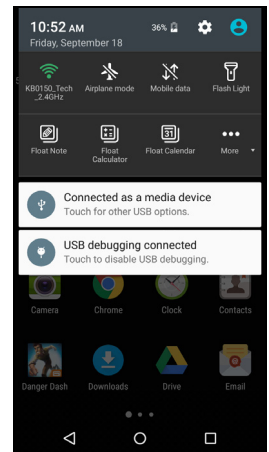 10:52 AM
36%
Friday, September 18
KB0150_Tech
_2.4GHz
Airplane mode
Mobile data
Flash Light
Float Note
Float
Calculator
Float Calendar
More
Connected as a media device
Touch for other USB options.
USB debugging connected
Touch to disable USB debugging.
Camera
Chrome
Clock
Contacts
Danger Dash
Downloads
Drive
Email